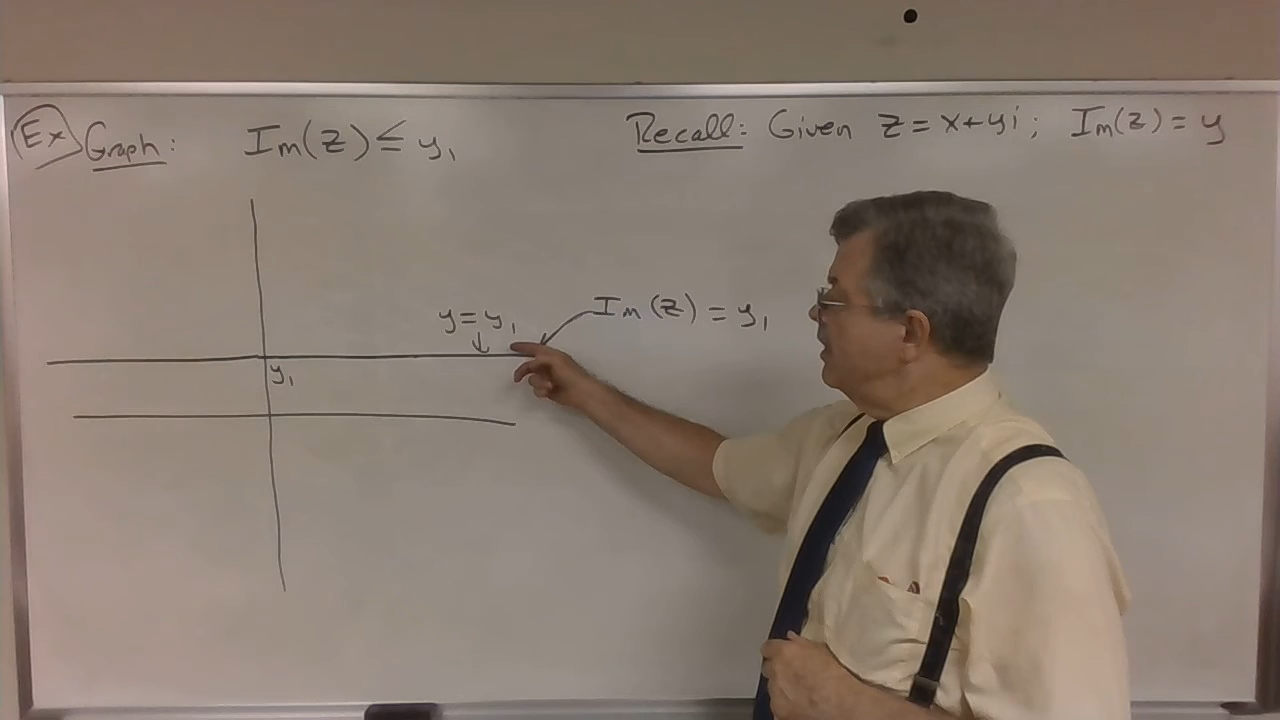 Ex Graph: Im(z) ≤ y₁
Recall: Given z = x+yi; Im(z) = y
y = y₁
Im(z) = y₁
y₁